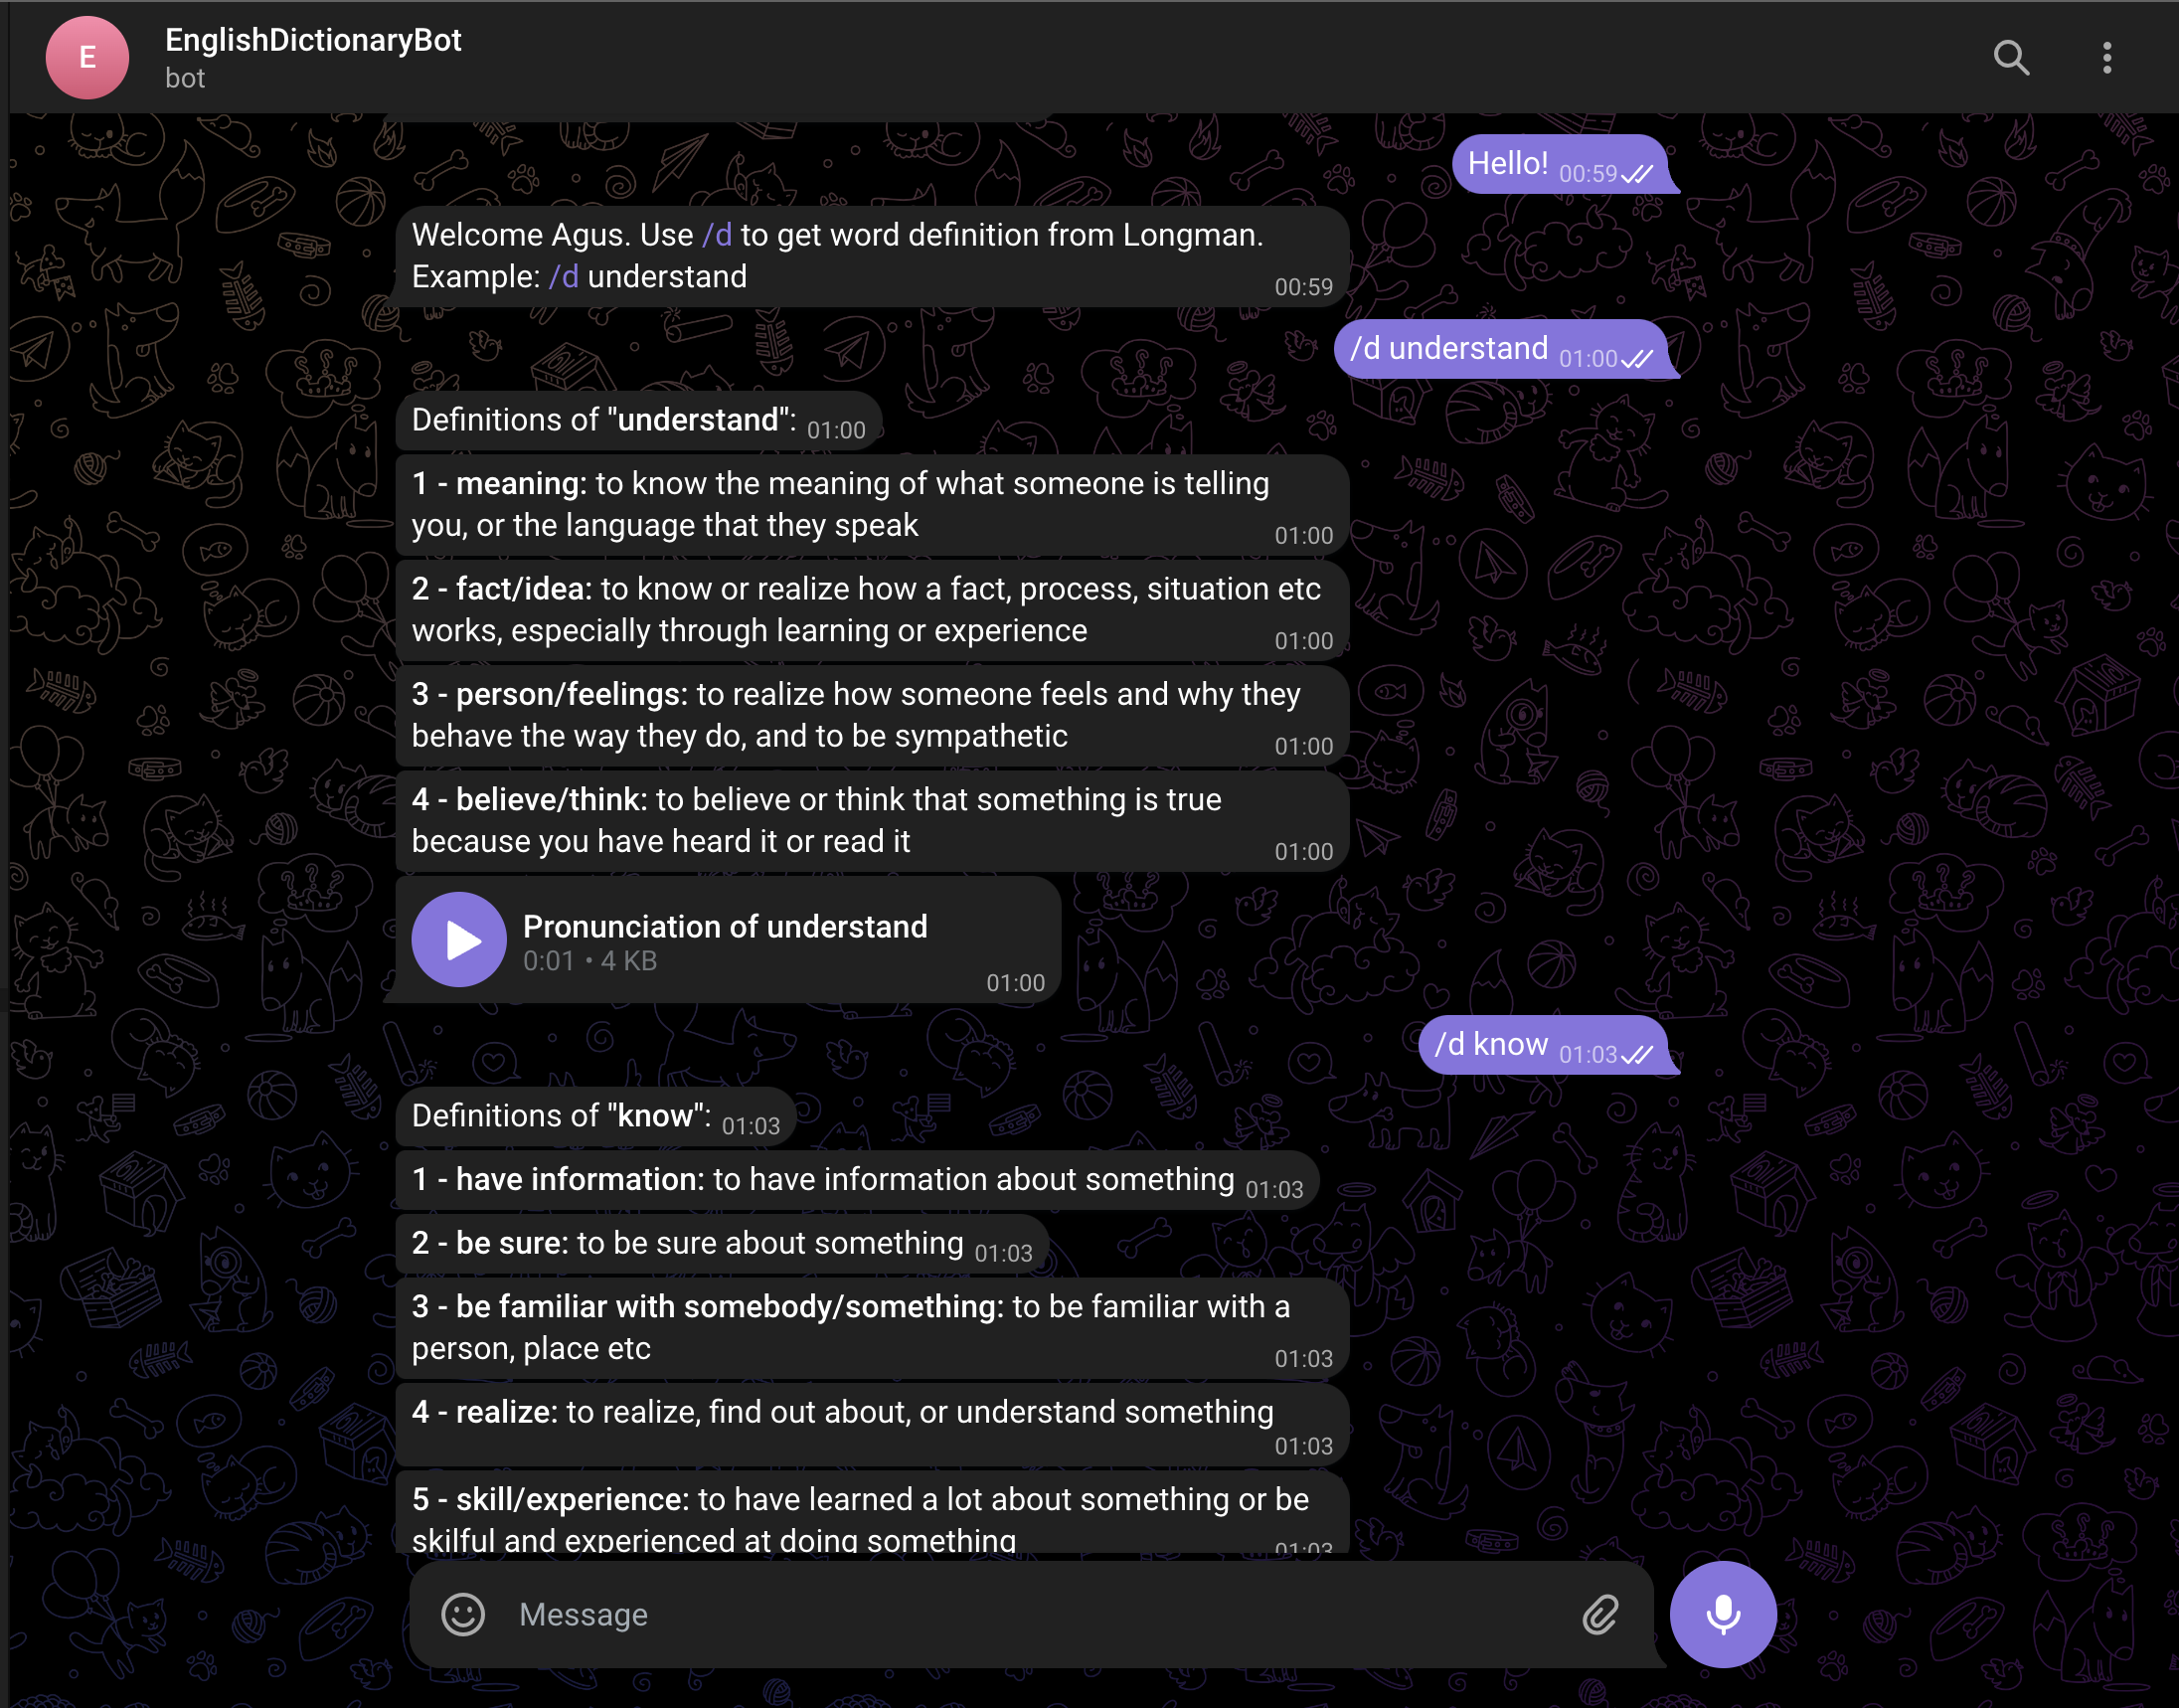 E
EnglishDictionaryBot
bot
Hello! 00:59
Welcome Agus. Use /d to get word definition from Longman.
Example: /d understand
00:59
/d understand 01:00
Definitions of "understand": 01:00
1 - meaning: to know the meaning of what someone is telling
you, or the language that they speak
01:00
2 - fact/idea: to know or realize how a fact, process, situation etc
works, especially through learning or experience
01:00
3 - person/feelings: to realize how someone feels and why they
behave the way they do, and to be sympathetic
01:00
4 - believe/think: to believe or think that something is true
because you have heard it or read it
01:00
Pronunciation of understand
0:01 • 4 KB
01:00
/d know 01:03
Definitions of "know": 01:03
1 - have information: to have information about something 01:03
2 - be sure: to be sure about something 01:03
3 - be familiar with somebody/something: to be familiar with a
person, place etc
01:03
4 - realize: to realize, find out about, or understand something
01:03
5 - skill/experience: to have learned a lot about something or be
skilful and experienced at doing something
01:03
Message